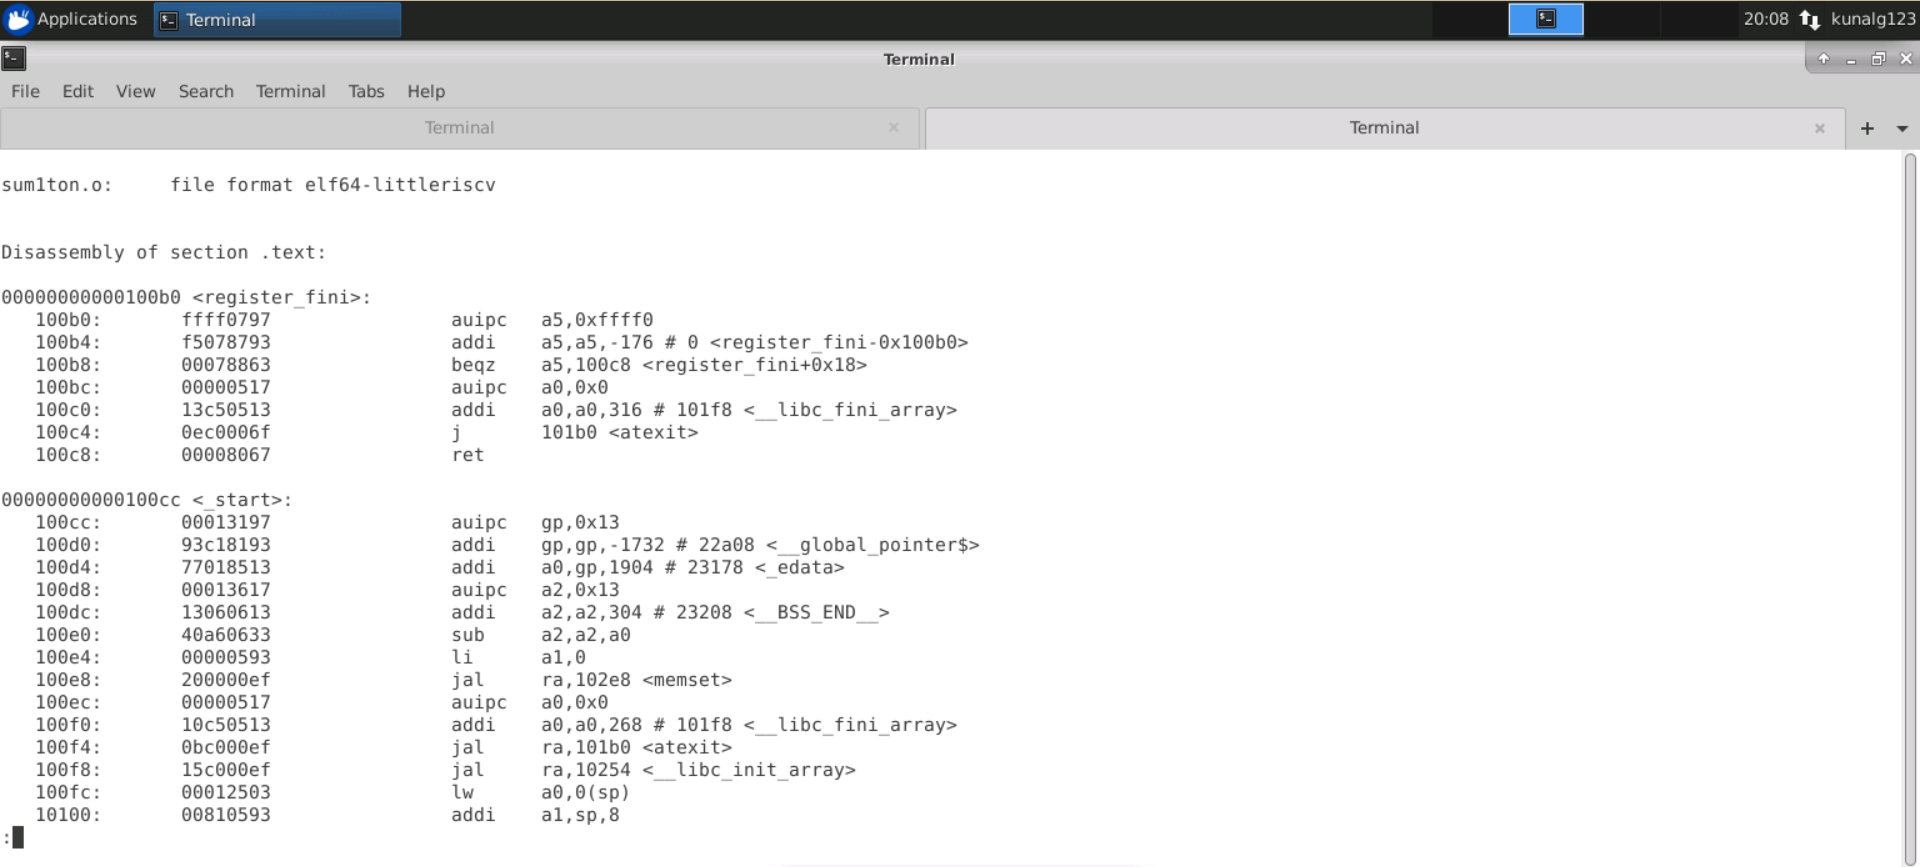 Applications Terminal 20:08 kunalg123
Terminal
File Edit View Search Terminal Tabs Help
Terminal Terminal
sum1ton.o:     file format elf64-littleriscv
Disassembly of section .text:
00000000000100b0 <register_fini>:
100b0: ffff0797 auipc a5,0xffff0
100b4: f5078793 addi a5,a5,-176 # 0 <register_fini-0x100b0>
100b8: 00078863 beqz a5,100c8 <register_fini+0x18>
100bc: 00000517 auipc a0,0x0
100c0: 13c50513 addi a0,a0,316 # 101f8 <__libc_fini_array>
100c4: 0ec0006f j 101b0 <atexit>
100c8: 00008067 ret
00000000000100cc <_start>:
100cc: 00013197 auipc gp,0x13
100d0: 93c18193 addi gp,gp,-1732 # 22a08 <__global_pointer$>
100d4: 77018513 addi a0,gp,1904 # 23178 <_edata>
100d8: 00013617 auipc a2,0x13
100dc: 13060613 addi a2,a2,304 # 23208 <__BSS_END__>
100e0: 40a60633 sub a2,a2,a0
100e4: 00000593 li a1,0
100e8: 200000ef jal ra,102e8 <memset>
100ec: 00000517 auipc a0,0x0
100f0: 10c50513 addi a0,a0,268 # 101f8 <__libc_fini_array>
100f4: 0bc000ef jal ra,101b0 <atexit>
100f8: 15c000ef jal ra,10254 <__libc_init_array>
100fc: 00012503 lw a0,0(sp)
10100: 00810593 addi a1,sp,8
: